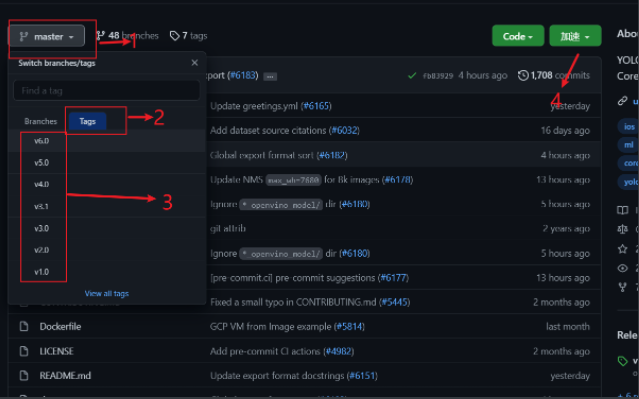 master
1
48 branches
7 tags
Code
加速
About
Switch branches/tags
port (#6183)
4 hours ago
1,708 commits
YOLO
Core
Find a tag
4
Update greetings.yml (#6165)
yesterday
Branches
Tags
2
Add dataset source citations (#6032)
16 days ago
ios
v6.0
Global export format sort (#6182)
4 hours ago
ml
v5.0
core
v4.0
Update NMS max_wh=7680 for 8k images (#6178)
13 hours ago
yolo
v3.1
3
Ignore *_openvino_model/ dir (#6180)
5 hours ago
v3.0
git attrib
2 years ago
v2.0
Ignore *_openvino_model/ dir (#6180)
5 hours ago
v1.0
[pre-commit.ci] pre-commit suggestions (#6177)
13 hours ago
View all tags
Fixed a small typo in CONTRIBUTING.md (#5445)
2 months ago
Dockerfile
GCP VM from Image example (#5814)
last month
Relea
LICENSE
Add pre-commit CI actions (#4982)
2 months ago
README.md
Update export format docstrings (#6151)
yesterday
+ 6